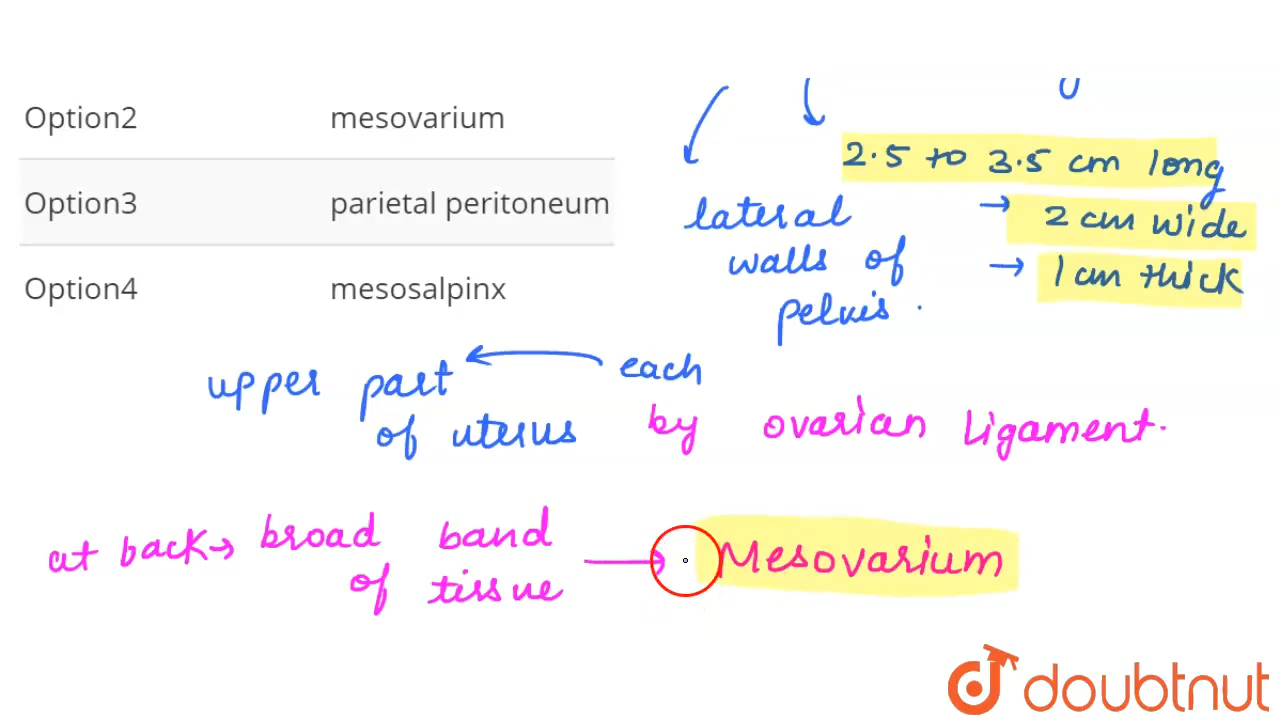 Option2 mesovarium
Option3 parietal peritoneum
Option4 mesosalpinx
2.5 to 3.5 cm long
→ 2 cm wide
→ 1 cm thick
lateral
walls of
pelvis.
upper part ← each
of uterus by ovarian ligament.
at back → broad band
of tissue → Mesovarium
doubtnut